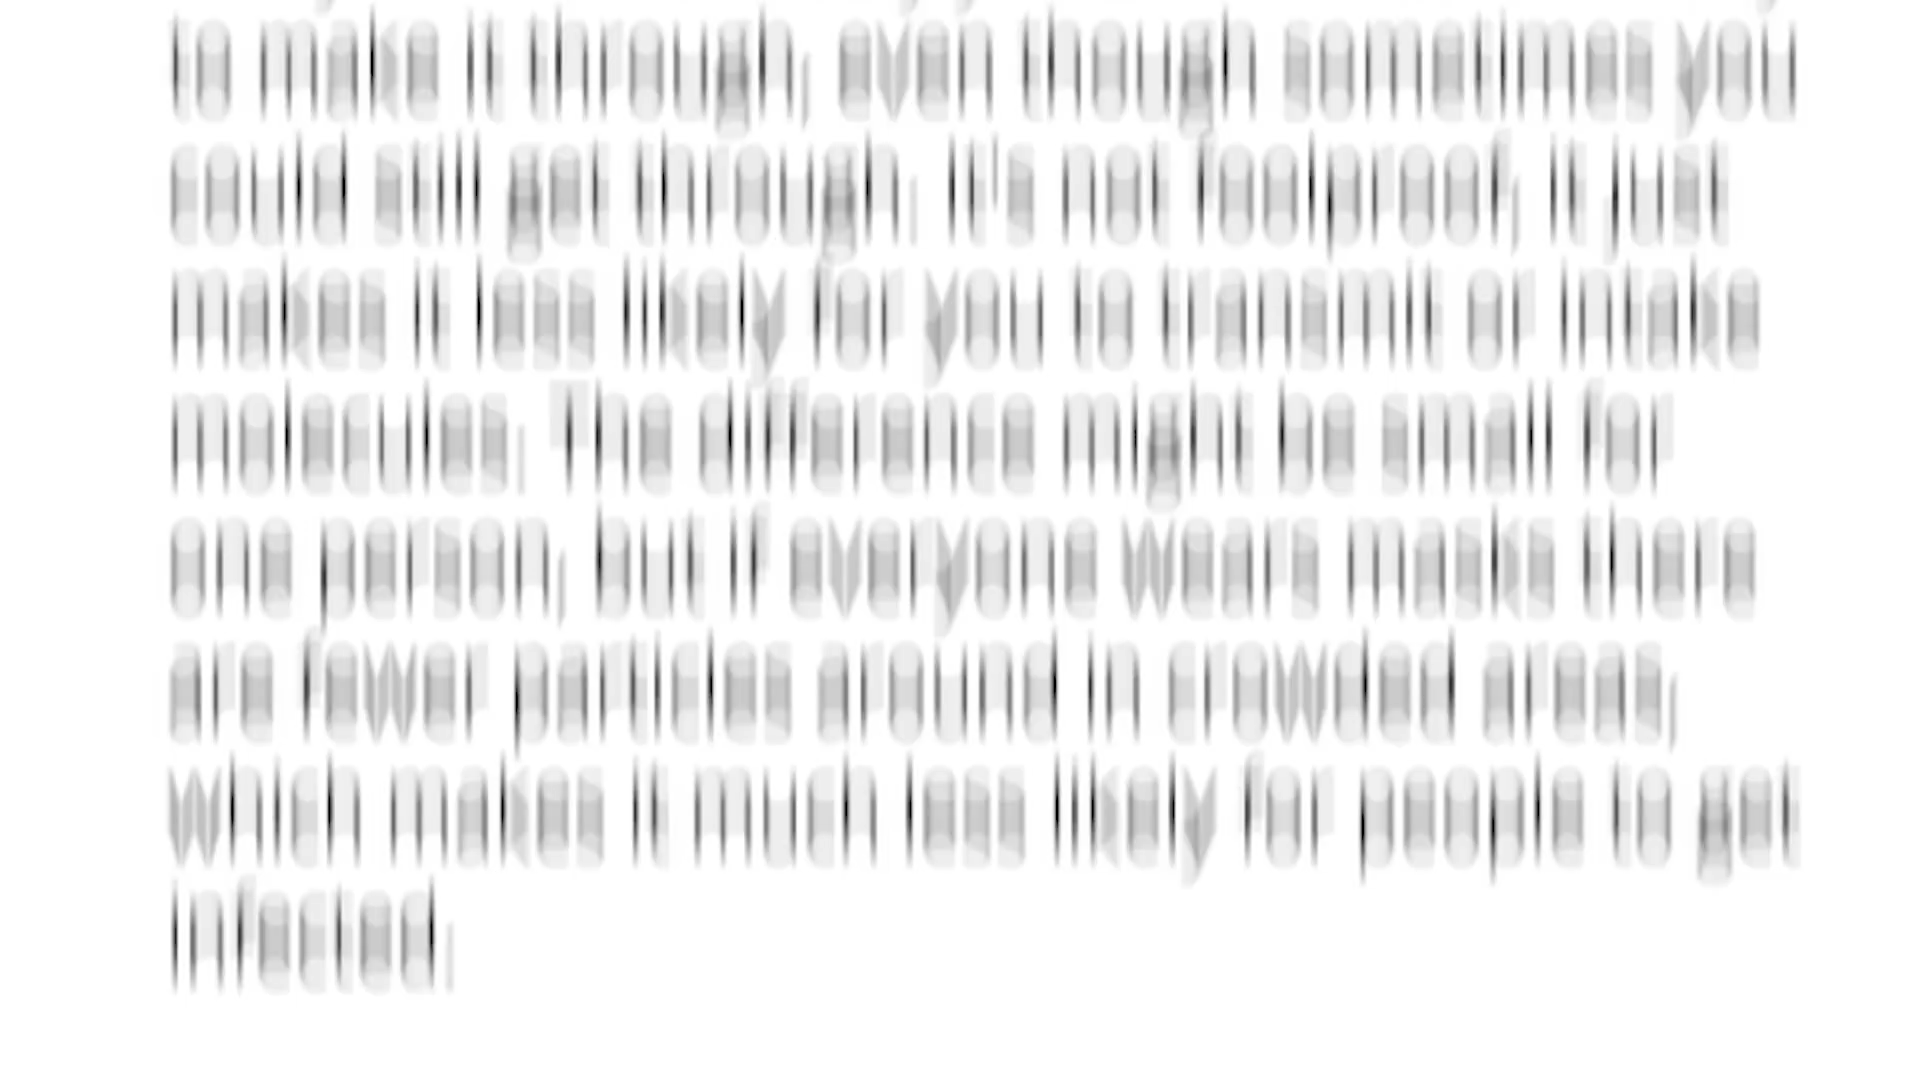 to make it through, even though sometimes you
could still get through. It's not foolproof, it just
makes it less likely for you to transmit or intake
molecules. The difference might be small for
one person, but if everyone wears masks there
are fewer particles around in crowded areas,
which makes it much less likely for people to get
infected.